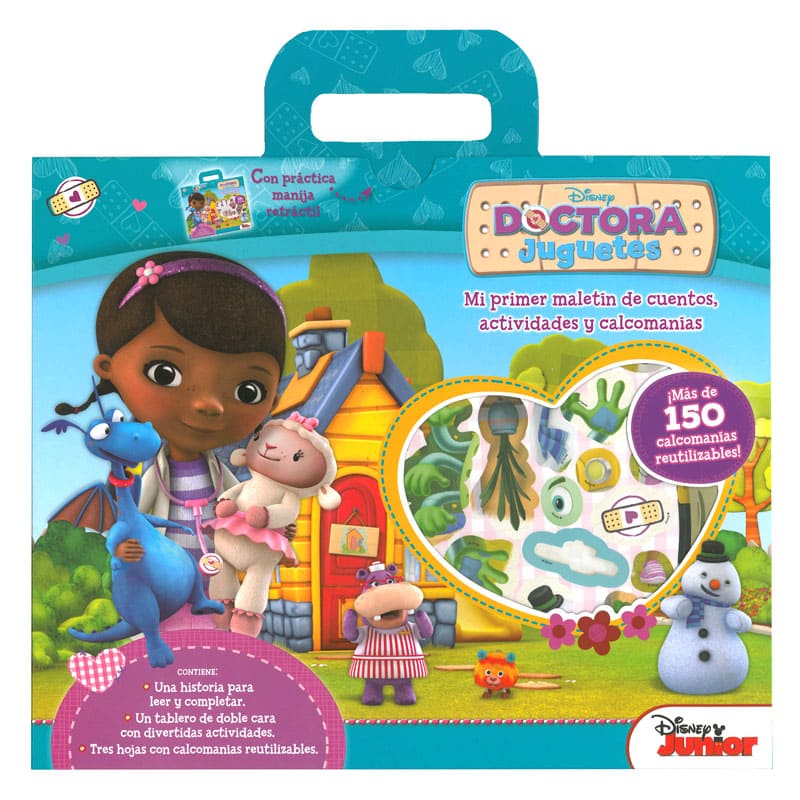 Con práctica
manija
retráctil
Disney
DOCTORA
Juguetes
Mi primer maletín de cuentos,
actividades y calcomanías
¡Más de
150
calcomanías
reutilizables!
CONTIENE:
• Una historia para
leer y completar.
• Un tablero de doble cara
con divertidas actividades.
• Tres hojas con calcomanías reutilizables.
Disney
Junior